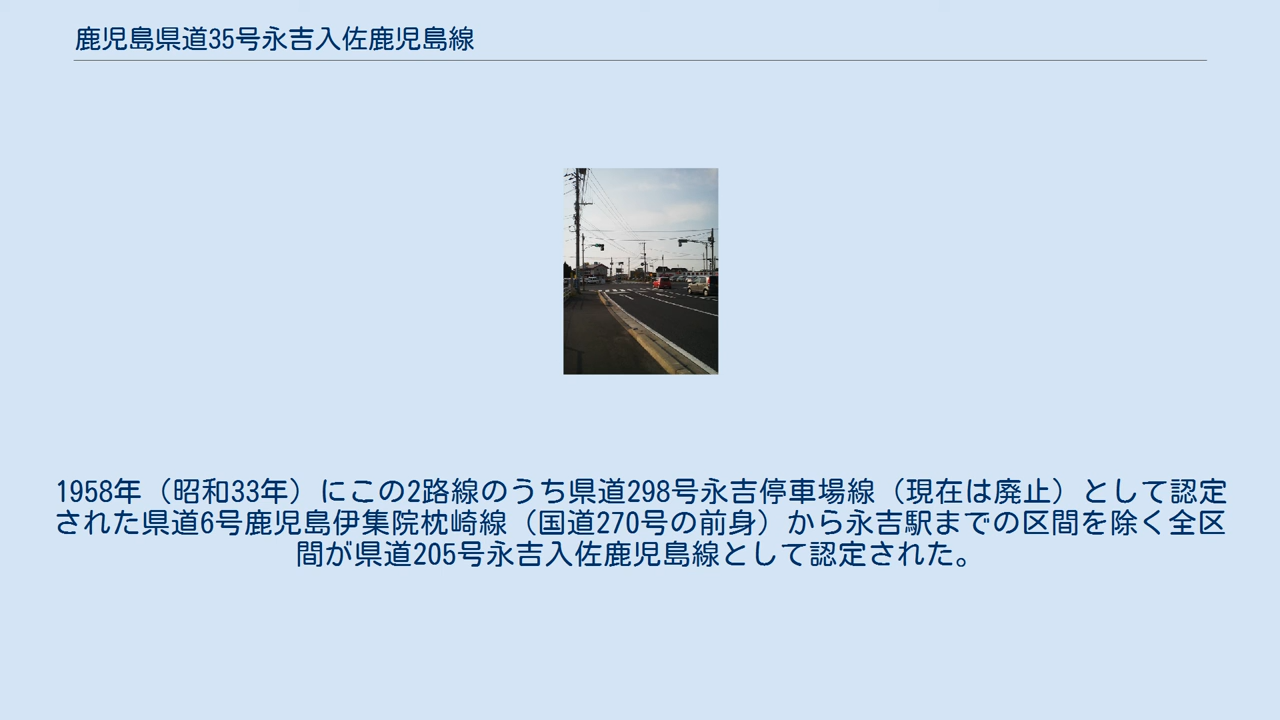 鹿児島県道35号永吉入佐鹿児島線
1958年（昭和33年）にこの2路線のうち県道298号永吉停車場線（現在は廃止）として認定
された県道6号鹿児島伊集院枕崎線（国道270号の前身）から永吉駅までの区間を除く全区
間が県道205号永吉入佐鹿児島線として認定された。